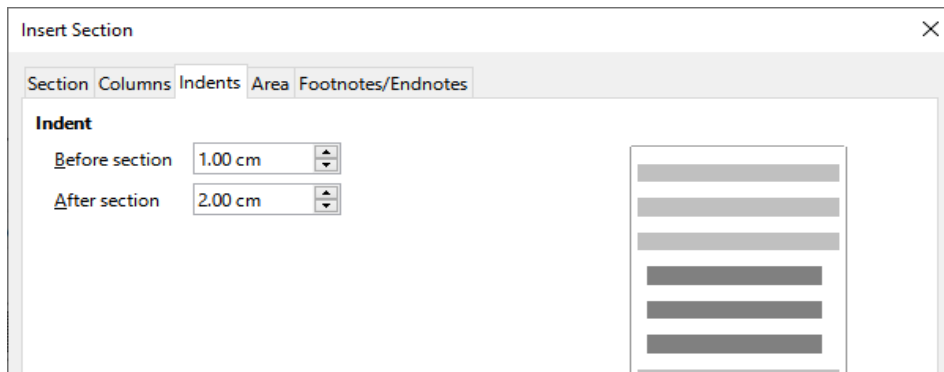 Insert Section
Section Columns Indents Area Footnotes/Endnotes
Indent
Before section 1.00 cm
After section 2.00 cm